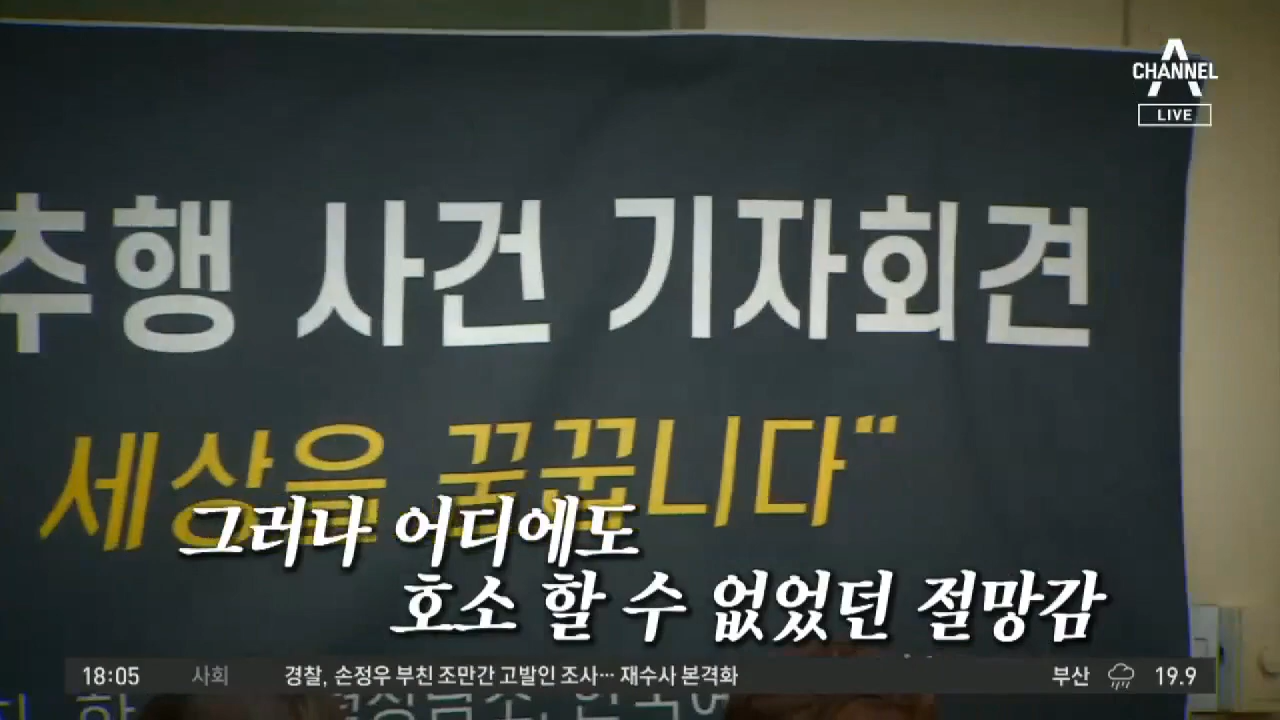 CHANNEL A
LIVE
추행 사건 기자회견
세상을 꿈꿉니다“
그러나 어디에도
호소 할 수 없었던 절망감
18:05 사회 경찰, 손정우 부친 조만간 고발인 조사··· 재수사 본격화 부산 19.9